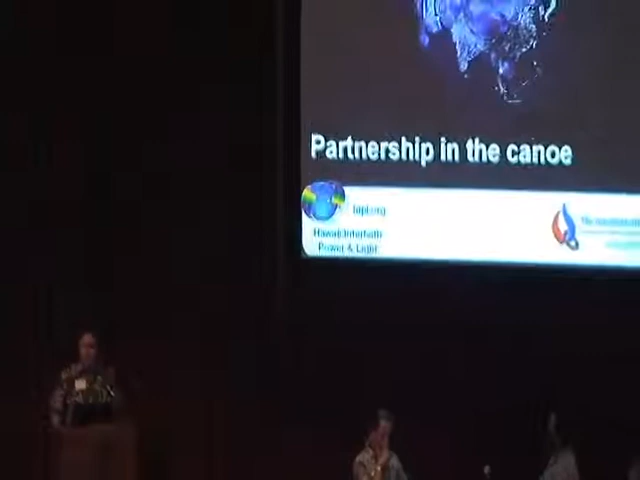 Partnership in the canoe
hipl.org
Hawaii Interfaith
Power & Light